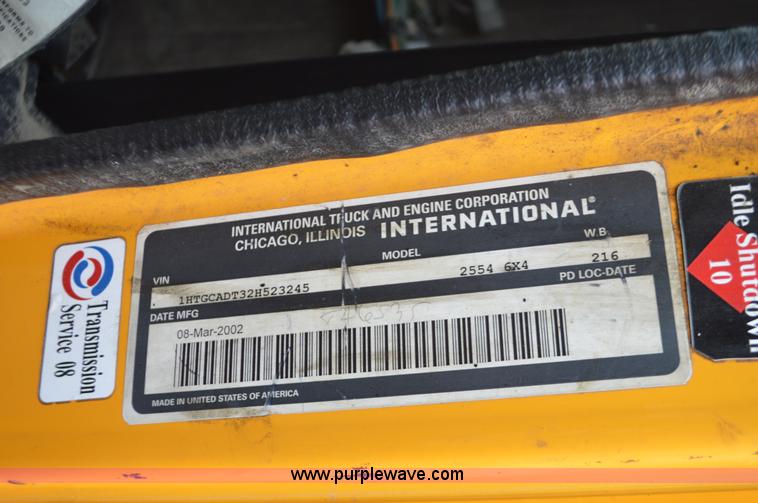 INTERNATIONAL TRUCK AND ENGINE CORPORATION
CHICAGO, ILLINOIS INTERNATIONAL®
VIN
MODEL
W.B.
1HTGCADT32H523245
2554 6X4
216
DATE MFG
PD LOC-DATE
08-Mar-2002
MADE IN UNITED STATES OF AMERICA
Transmission
Service 08
Idle Shutdown
10
www.purplewave.com